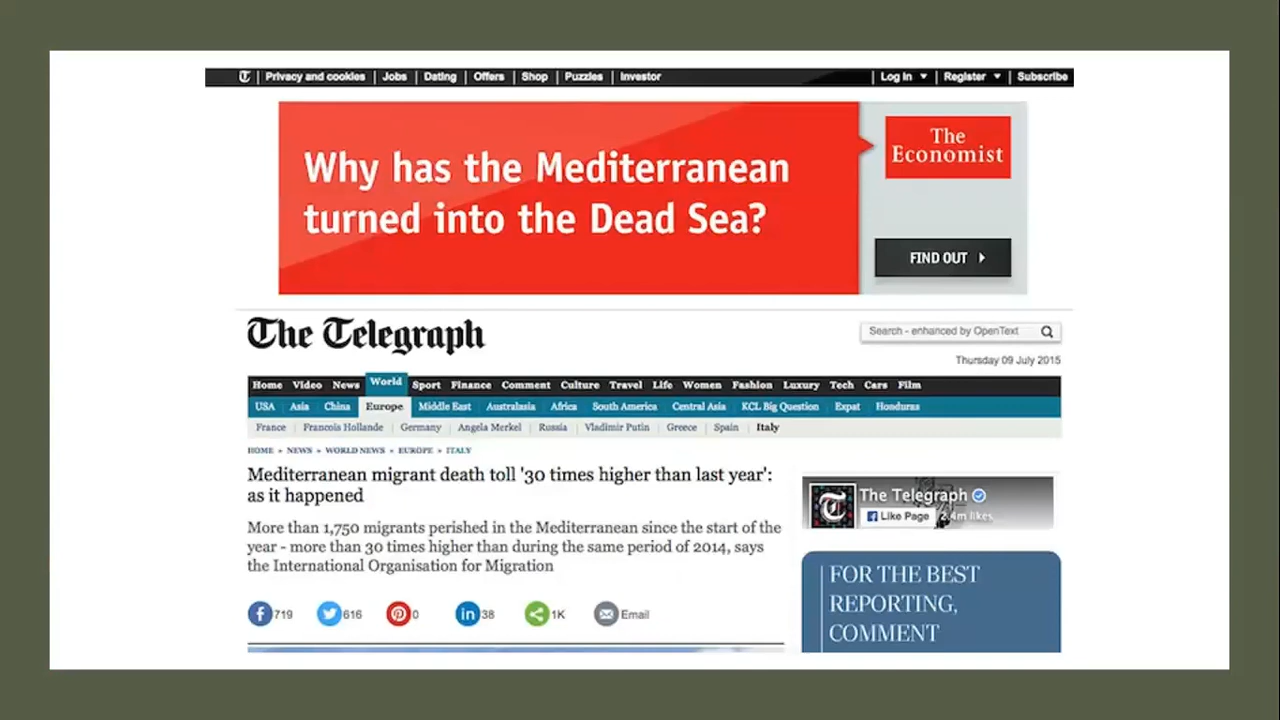 Privacy and cookies | Jobs | Dating | Offers | Shop | Puzzles | Investor | Log in | Register | Subscribe
Why has the Mediterranean
turned into the Dead Sea?
The
Economist
FIND OUT
The Telegraph
Search - enhanced by OpenText
Thursday 09 July 2015
Home Video News World Sport Finance Comment Culture Travel Life Women Fashion Luxury Tech Cars Film
USA Asia China Europe Middle East Australasia Africa South America Central Asia KCL Big Question Expat Honduras
France Francois Hollande Germany Angela Merkel Russia Vladimir Putin Greece Spain Italy
HOME » NEWS » WORLD NEWS » EUROPE » ITALY
Mediterranean migrant death toll '30 times higher than last year':
as it happened
More than 1,750 migrants perished in the Mediterranean since the start of the
year - more than 30 times higher than during the same period of 2014, says
the International Organisation for Migration
719 616 0 38 1K Email
The Telegraph
Like Page 2.4m likes
FOR THE BEST
REPORTING,
COMMENT